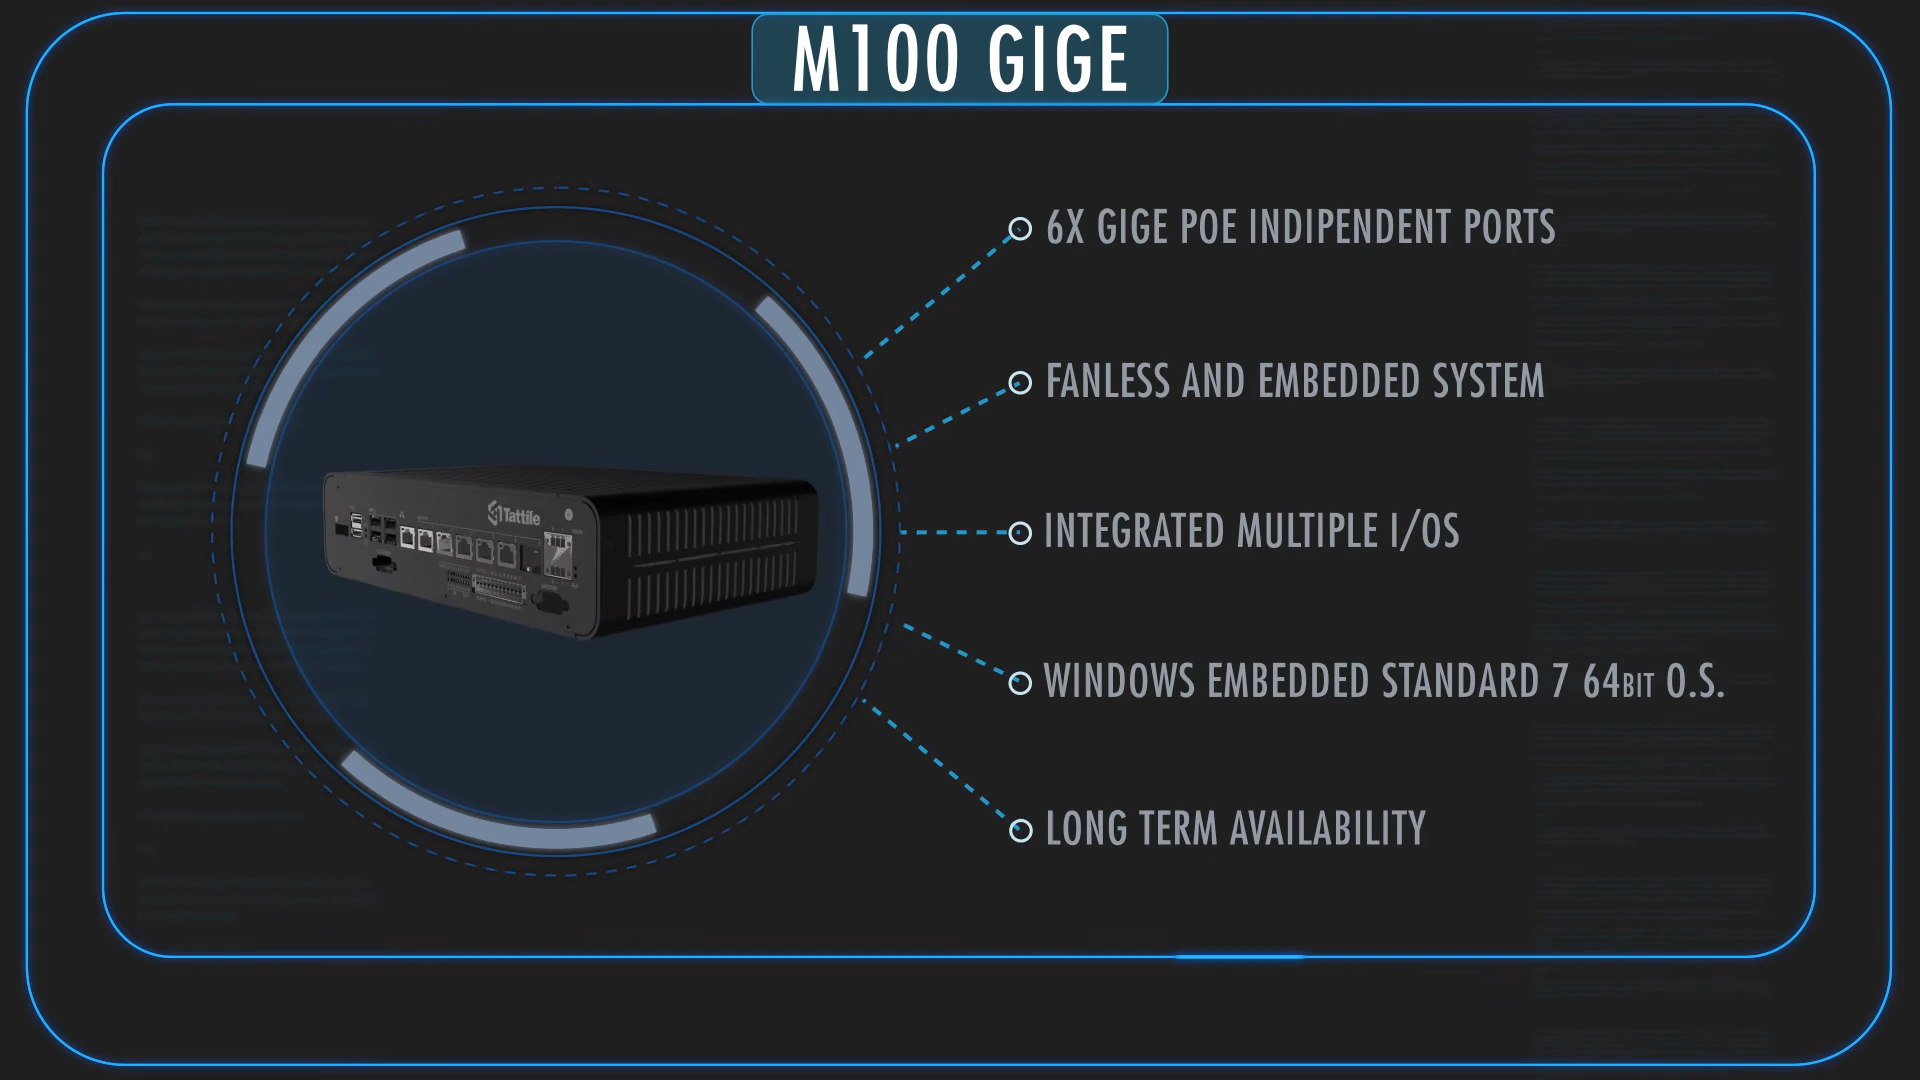 M100 GIGE
6X GIGE POE INDIPENDENT PORTS
FANLESS AND EMBEDDED SYSTEM
Tattile
INTEGRATED MULTIPLE I/OS
WINDOWS EMBEDDED STANDARD 7 64BIT O.S.
LONG TERM AVAILABILITY